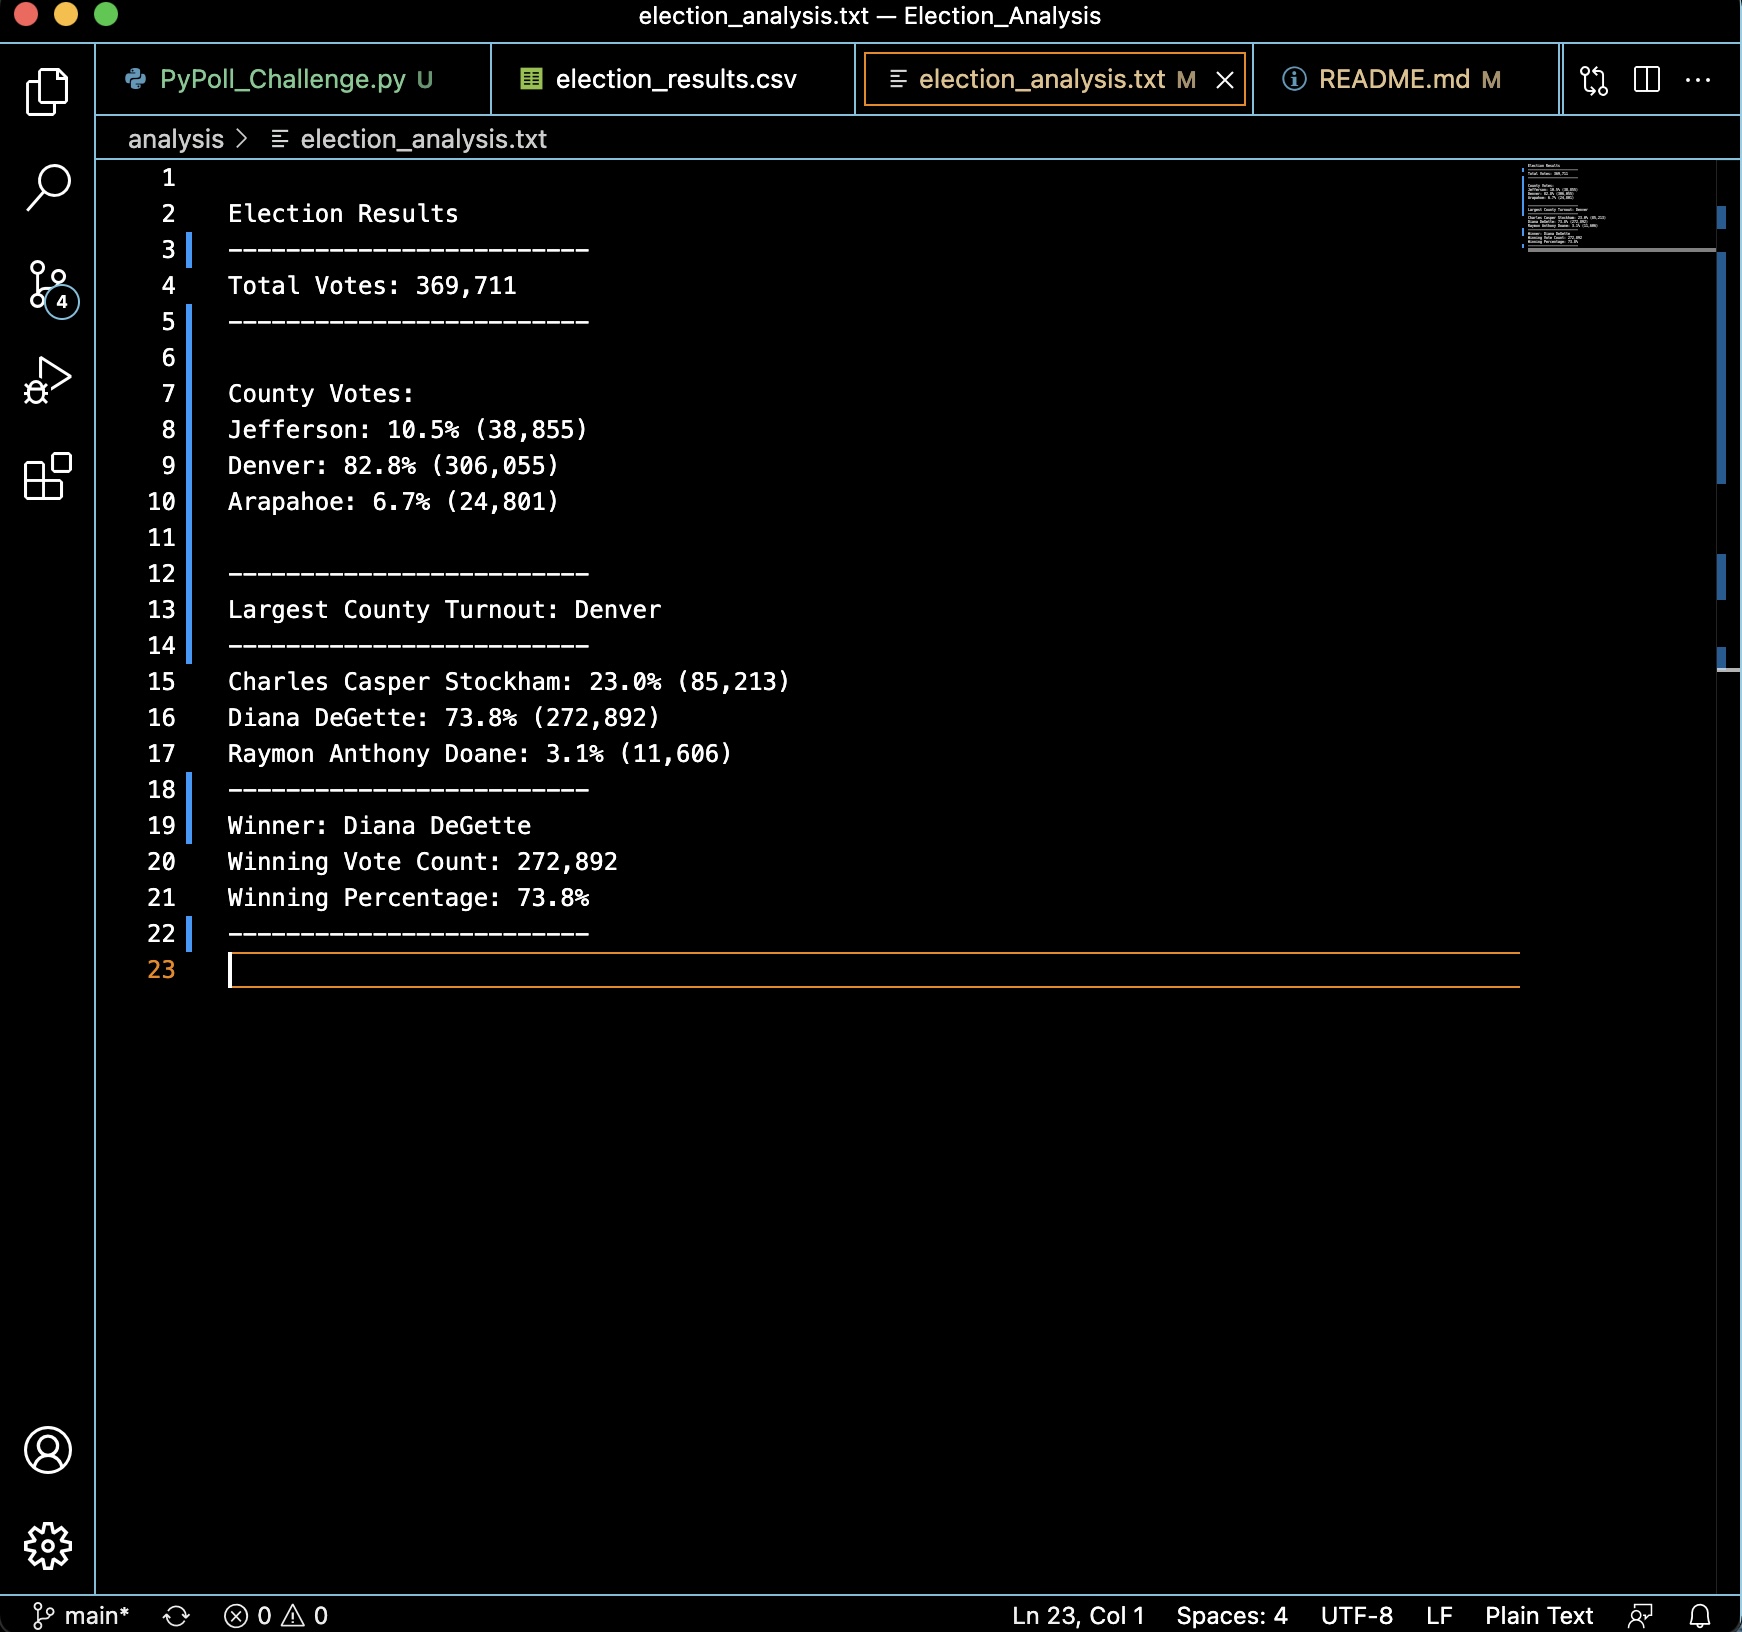 election_analysis.txt — Election_Analysis
PyPoll_Challenge.py U
election_results.csv
election_analysis.txt M
README.md M
analysis > election_analysis.txt
1
2 Election Results
3 -------------------------
4 Total Votes: 369,711
5 -------------------------
6
7 County Votes:
8 Jefferson: 10.5% (38,855)
9 Denver: 82.8% (306,055)
10 Arapahoe: 6.7% (24,801)
11
12 -------------------------
13 Largest County Turnout: Denver
14 -------------------------
15 Charles Casper Stockham: 23.0% (85,213)
16 Diana DeGette: 73.8% (272,892)
17 Raymon Anthony Doane: 3.1% (11,606)
18 -------------------------
19 Winner: Diana DeGette
20 Winning Vote Count: 272,892
21 Winning Percentage: 73.8%
22 -------------------------
23
4
main* 0 0 Ln 23, Col 1 Spaces: 4 UTF-8 LF Plain Text